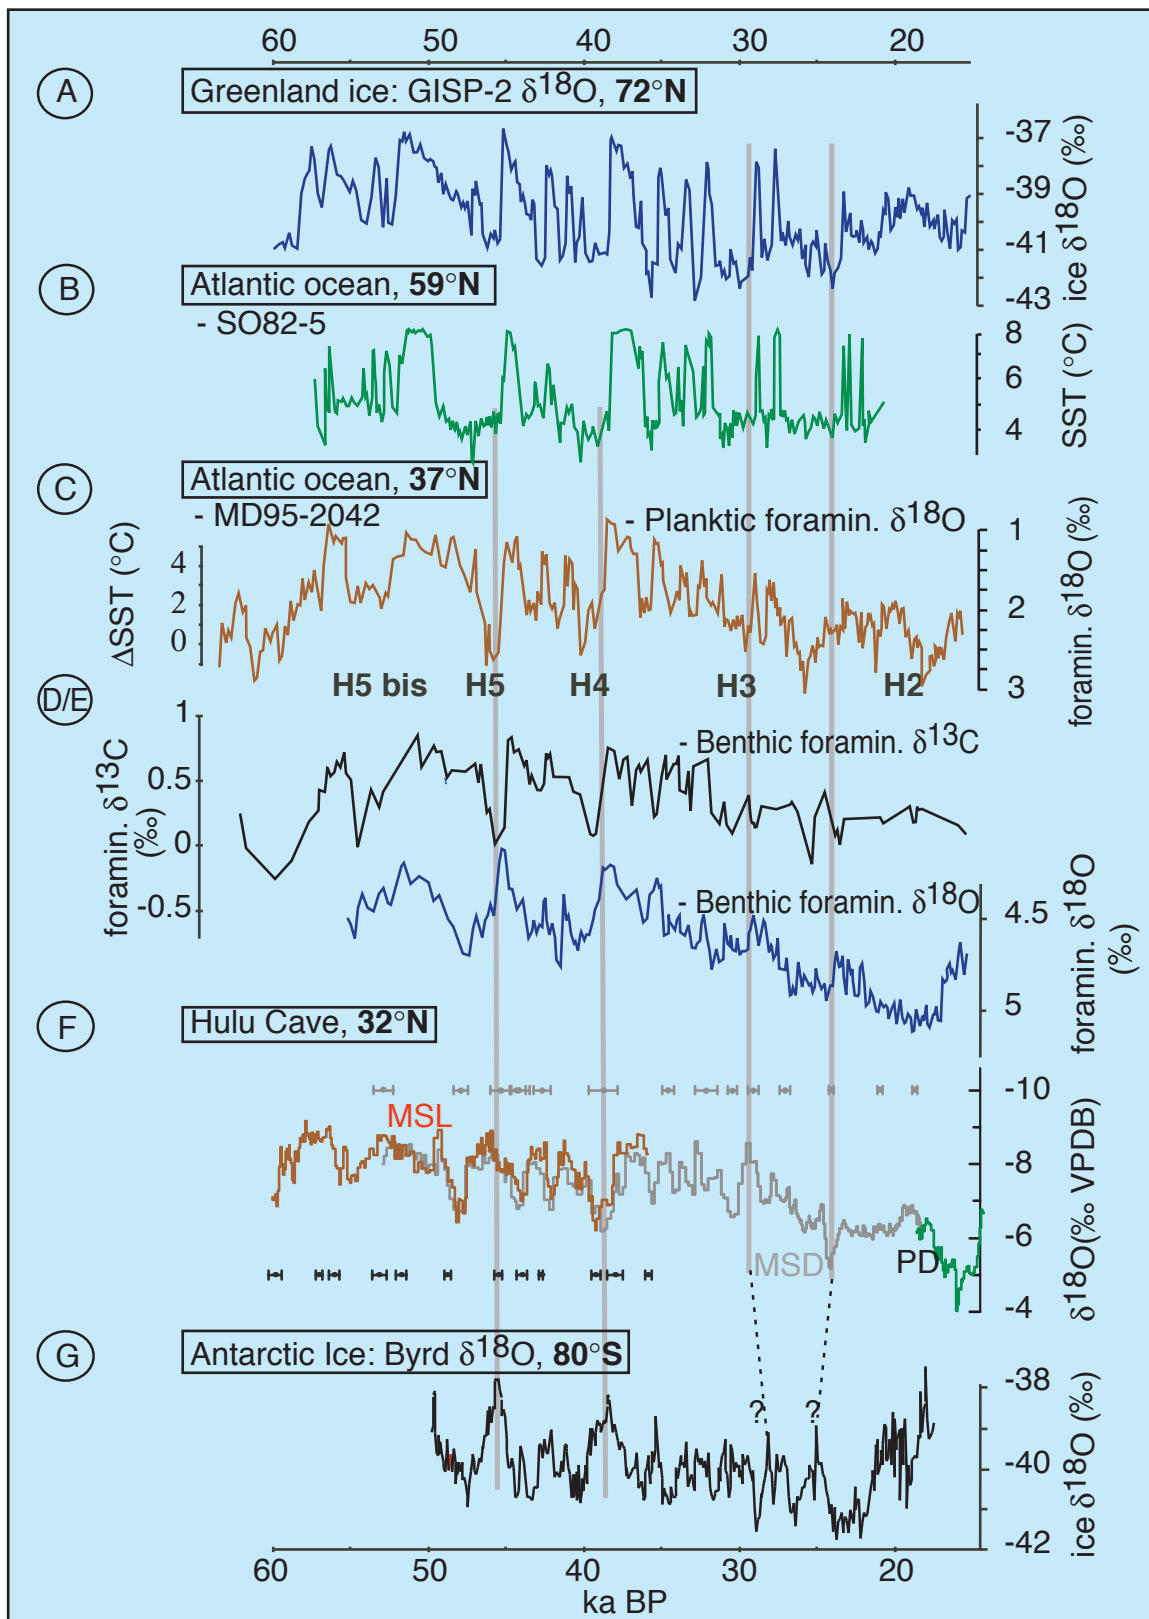 60 50 40 30 20
A
Greenland ice: GISP-2 δ18O, 72°N
-37
-39
-41
-43
ice δ18O (‰)
B
Atlantic ocean, 59°N
- SO82-5
8
6
4
SST (°C)
C
Atlantic ocean, 37°N
- MD95-2042
- Planktic foramin. δ18O
ΔSST (°C)
4
2
0
1
2
3
foramin. δ18O (‰)
H5 bis H5 H4 H3 H2
D/E
1
0.5
0
-0.5
foramin. δ13C
(‰)
- Benthic foramin. δ13C
- Benthic foramin. δ18O
4.5
5
foramin. δ18O
(‰)
F
Hulu Cave, 32°N
MSL
MSD
PD
-10
-8
-6
-4
δ18O(‰ VPDB)
G
Antarctic Ice: Byrd δ18O, 80°S
? ?
-38
-40
-42
ice δ18O (‰)
60 50 40 30 20
ka BP